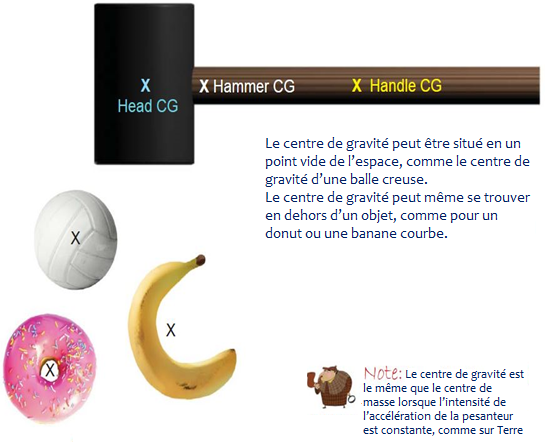 X X Hammer CG X Handle CG
Head CG
Le centre de gravité peut être situé en un
point vide de l’espace, comme le centre de
gravité d’une balle creuse.
Le centre de gravité peut même se trouver
en dehors d’un objet, comme pour un
donut ou une banane courbe.
X
X
X
Note: Le centre de gravité est
le même que le centre de
masse lorsque l’intensité de
l’accélération de la pesanteur
est constante, comme sur Terre